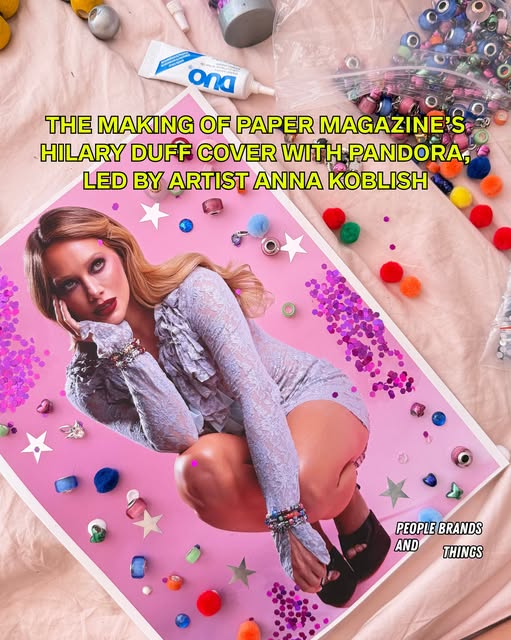 DUO
THE MAKING OF PAPER MAGAZINE'S
HILARY DUFF COVER WITH PANDORA,
LED BY ARTIST ANNA KOBLISH
PEOPLE BRANDS
AND THINGS